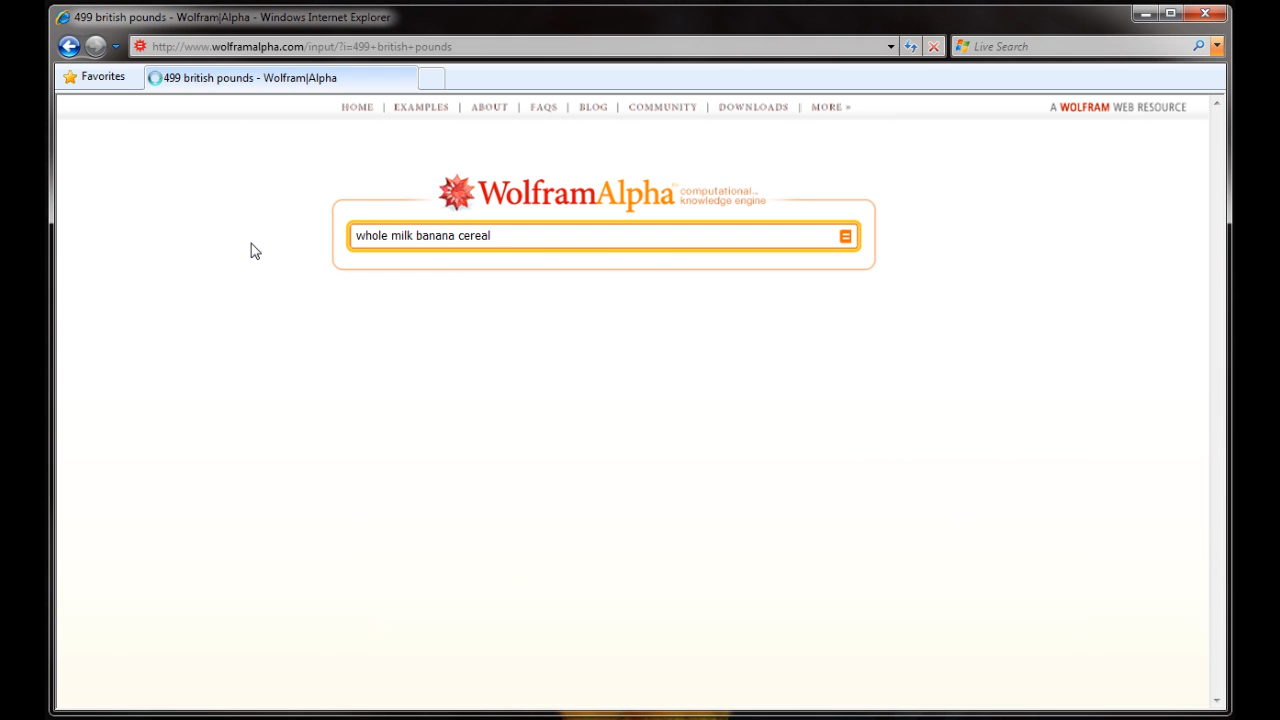 499 british pounds - Wolfram|Alpha - Windows Internet Explorer
http://www.wolframalpha.com/input/?i=499+british+pounds
Live Search
Favorites
499 british pounds - Wolfram|Alpha
HOME | EXAMPLES | ABOUT | FAQS | BLOG | COMMUNITY | DOWNLOADS | MORE »
A WOLFRAM WEB RESOURCE
WolframAlpha computational...
knowledge engine
whole milk banana cereal